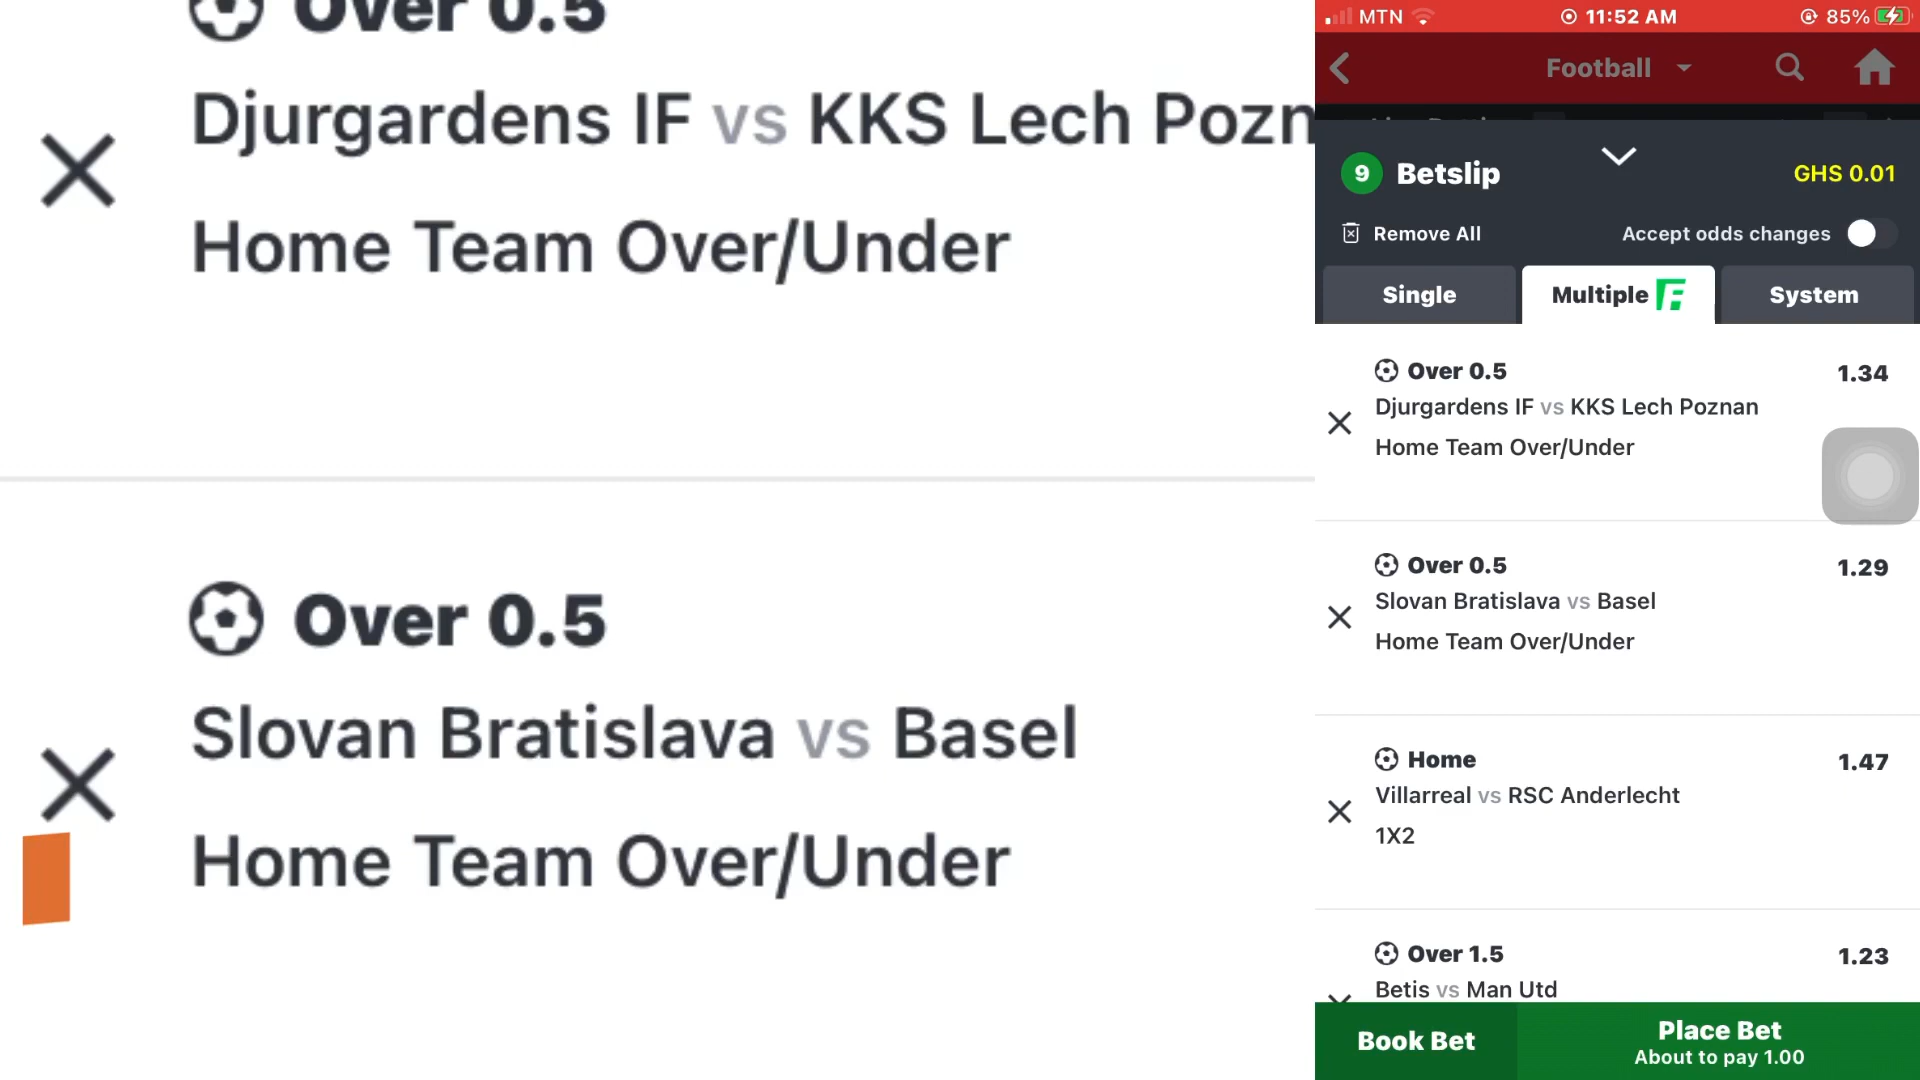 Over 0.5
Djurgardens IF vs KKS Lech Pozn
Home Team Over/Under
Over 0.5
Slovan Bratislava vs Basel
Home Team Over/Under
MTN
11:52 AM
85%
Football
9 Betslip
GHS 0.01
Remove All
Accept odds changes
Single
Multiple
System
Over 0.5
1.34
Djurgardens IF vs KKS Lech Poznan
Home Team Over/Under
Over 0.5
1.29
Slovan Bratislava vs Basel
Home Team Over/Under
Home
1.47
Villarreal vs RSC Anderlecht
1X2
Over 1.5
1.23
Betis vs Man Utd
Book Bet
Place Bet
About to pay 1.00